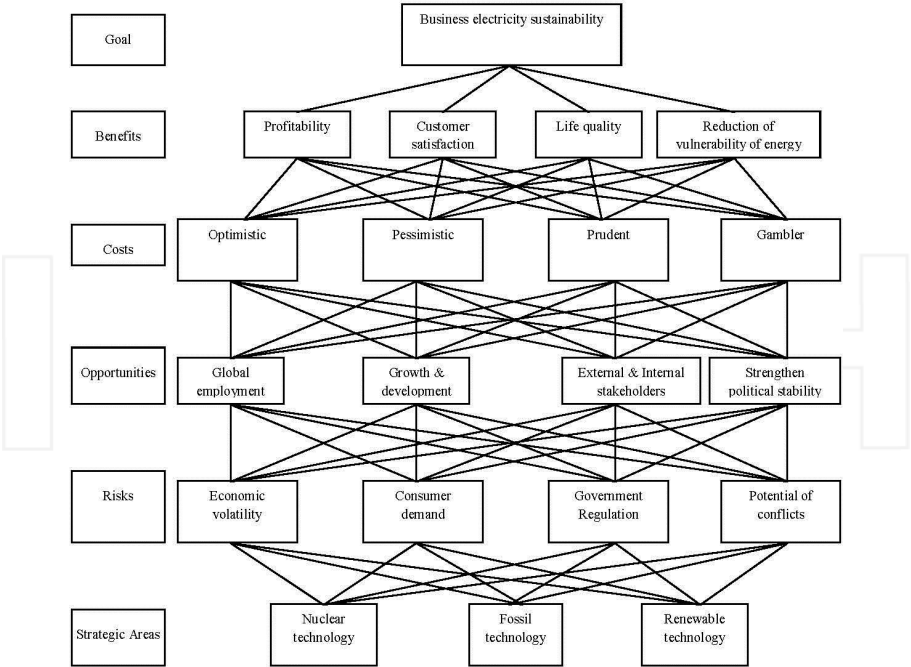 Goal
Business electricity sustainability
Benefits
Profitability
Customer
satisfaction
Life quality
Reduction of
vulnerability of energy
Costs
Optimistic
Pessimistic
Prudent
Gambler
Opportunities
Global
employment
Growth &
development
External & Internal
stakeholders
Strengthen
political stability
Risks
Economic
volatility
Consumer
demand
Government
Regulation
Potential of
conflicts
Strategic Areas
Nuclear
technology
Fossil
technology
Renewable
technology